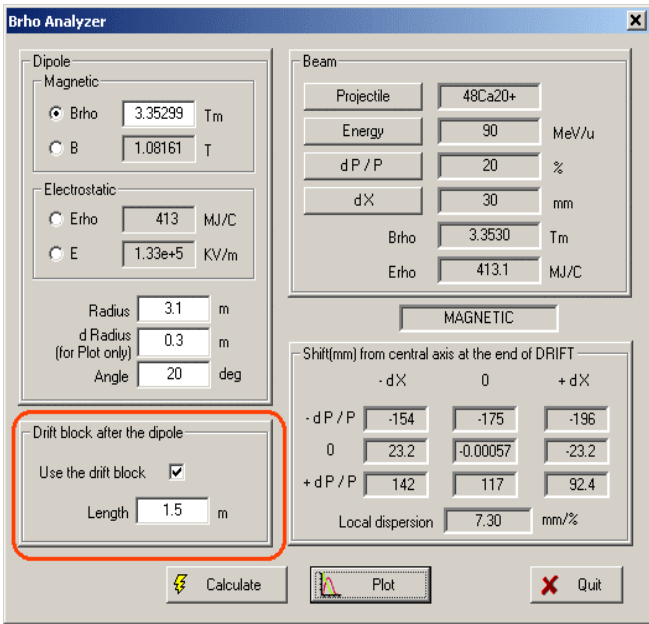 Brho Analyzer
Dipole
Magnetic
Brho 3.35299 Tm
B 1.08161 T
Electrostatic
Erho 413 MJ/C
E 1.33e+5 KV/m
Radius 3.1 m
d Radius 0.3 m
(for Plot only)
Angle 20 deg
Drift block after the dipole
Use the drift block
Length 1.5 m
Beam
Projectile 48Ca20+
Energy 90 MeV/u
dP/P 20 %
dX 30 mm
Brho 3.3530 Tm
Erho 413.1 MJ/C
MAGNETIC
Shift(mm) from central axis at the end of DRIFT
- dX 0 + dX
- dP/P -154 -175 -196
0 23.2 -0.00057 -23.2
+ dP/P 142 117 92.4
Local dispersion 7.30 mm/%
Calculate Plot Quit